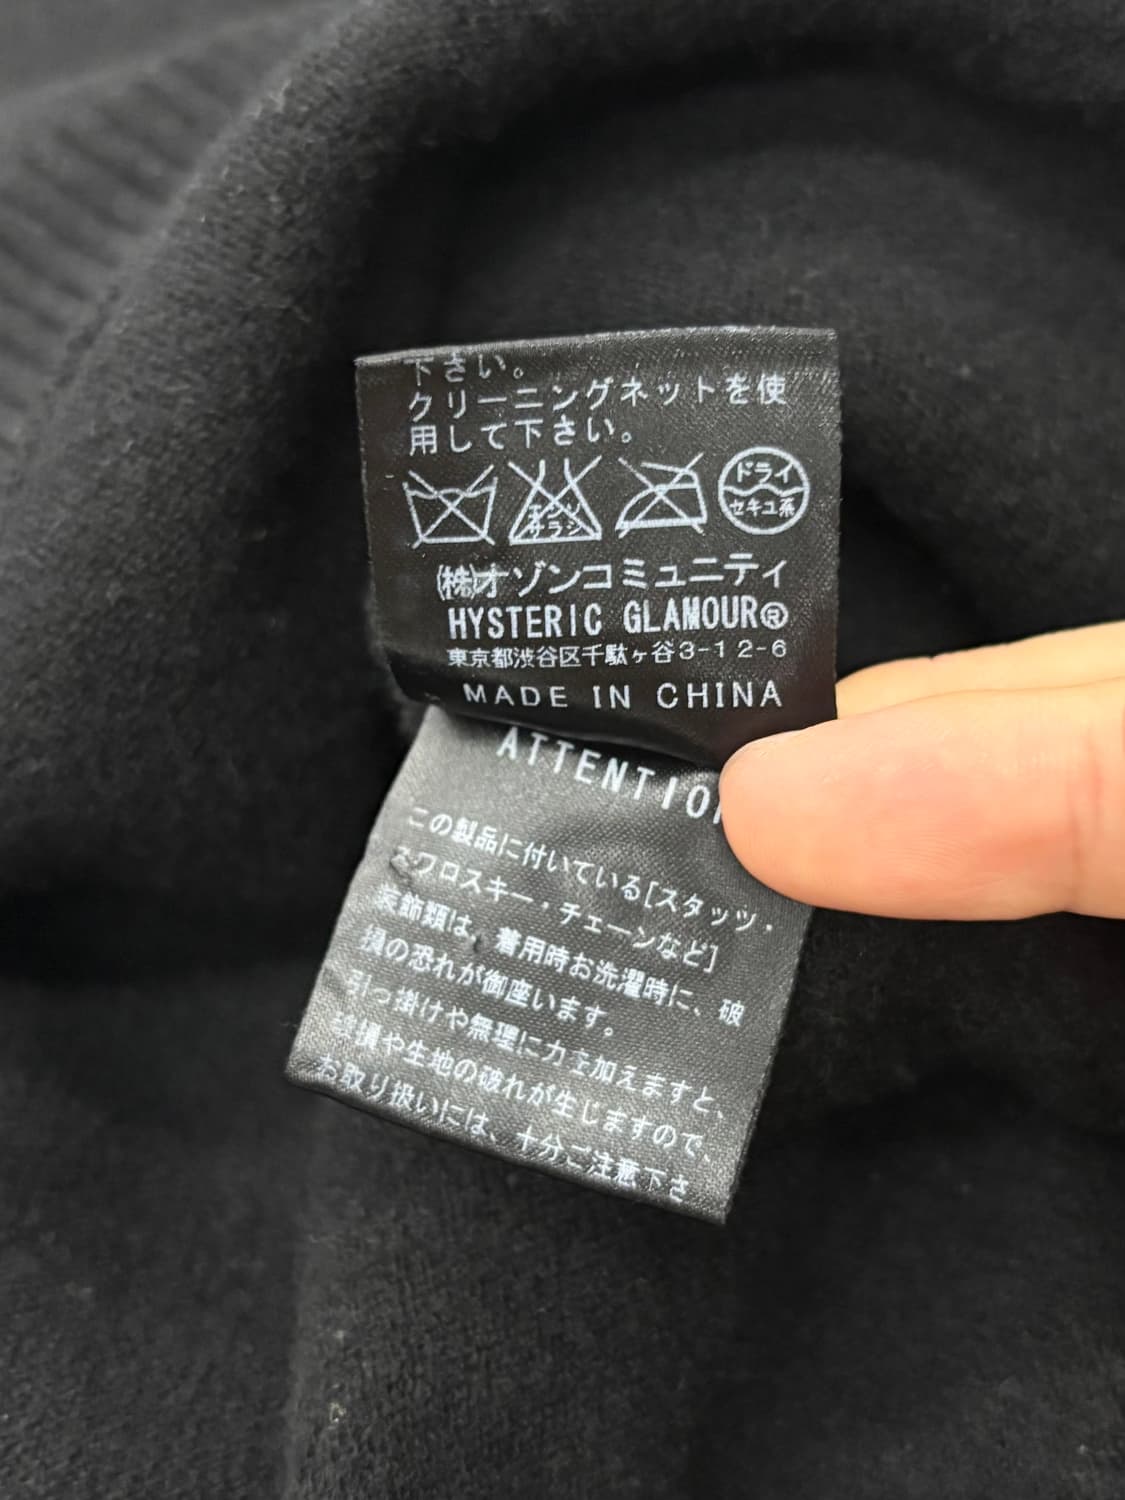 下さい。
クリーニングネットを使
用して下さい。
エンソ
サラシ
ドライ
セキユ系
㈱オゾンコミュニティ
HYSTERIC GLAMOUR®
東京都渋谷区千駄ヶ谷3-12-6
MADE IN CHINA
ATTENTIO
この製品に付いている[スタッツ・
スワロスキー・チェーンなど]
装飾類は、着用時お洗濯時に、破
損の恐れが御座います。
引っ掛けや無理に力を加えますと、
破損や生地の破れが生じますので、
お取り扱いには、十分ご注意下さ